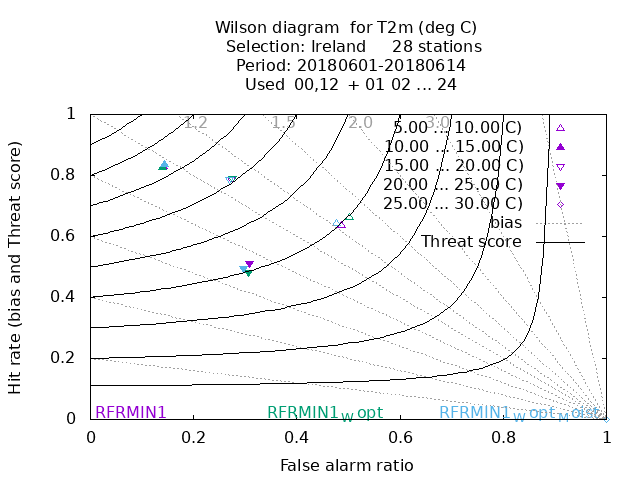 Wilson diagram  for T2m (deg C)
Selection: Ireland     28 stations
Period: 20180601-20180614
Used  00,12  + 01 02 ... 24
Hit rate (bias and Threat score)
1
0.8
0.6
0.4
0.2
0
1.2
1.5
2.0
3.0
5.00 ... 10.00 C)
10.00 ... 15.00 C)
15.00 ... 20.00 C)
20.00 ... 25.00 C)
25.00 ... 30.00 C)
bias
Threat score
RFRMIN1
RFRMIN1W opt
RFRMIN1W opt M
0
0.2
0.4
0.6
0.8
1
False alarm ratio